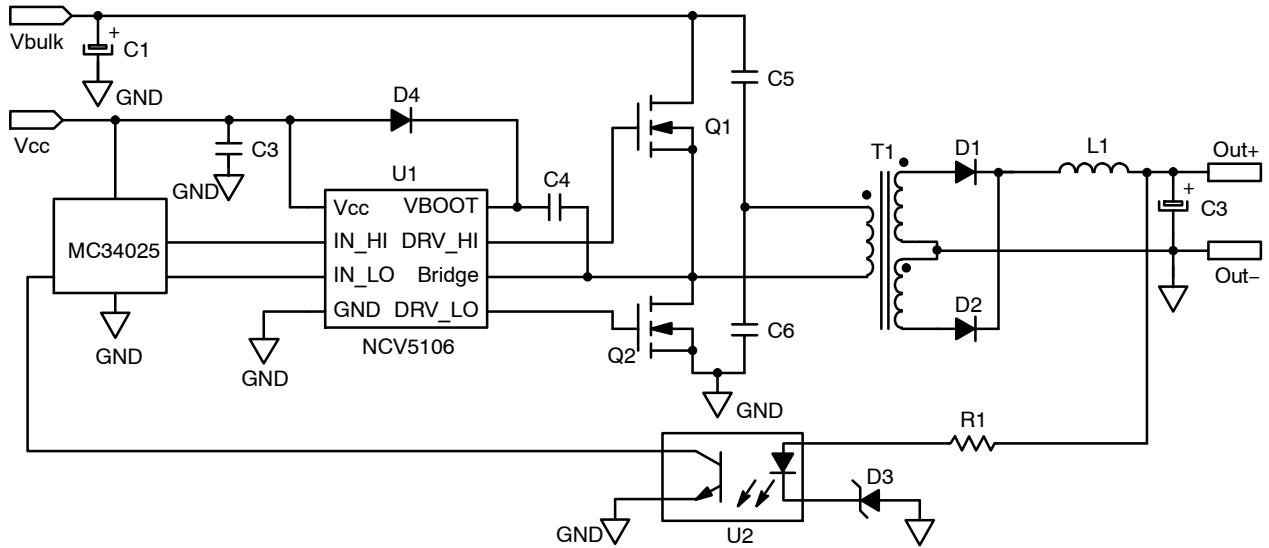 Vbulk
+
C1
GND
Vcc
D4
C3
GND
C5
Q1
U1
C4
T1
D1
L1
Out+
MC34025
Vcc
VBOOT
IN_HI
DRV_HI
IN_LO
Bridge
GND
DRV_LO
+
C3
Out−
D2
GND
GND
NCV5106
Q2
C6
GND
R1
D3
GND
U2